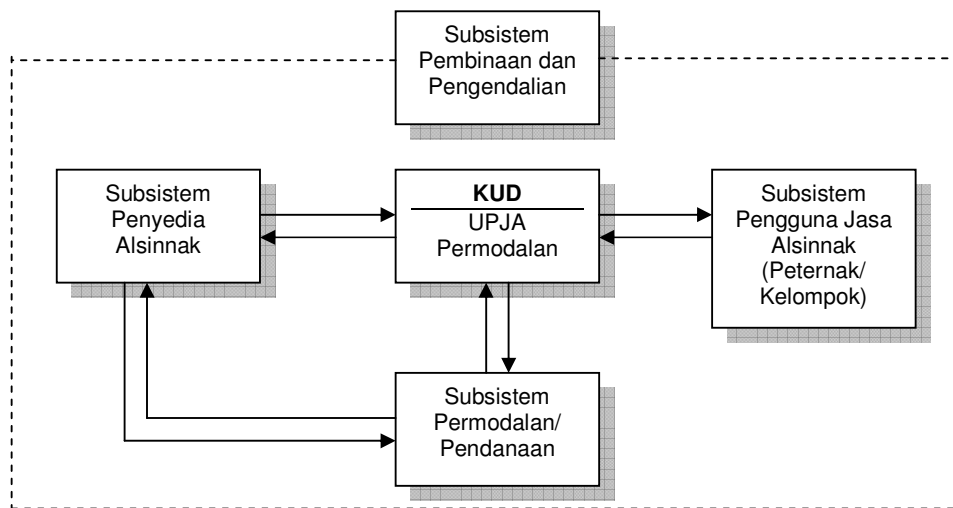 Subsistem
Pembinaan dan
Pengendalian
Subsistem
Penyedia
Alsinnak
KUD
UPJA
Permodalan
Subsistem
Pengguna Jasa
Alsinnak
(Peternak/
Kelompok)
Subsistem
Permodalan/
Pendanaan